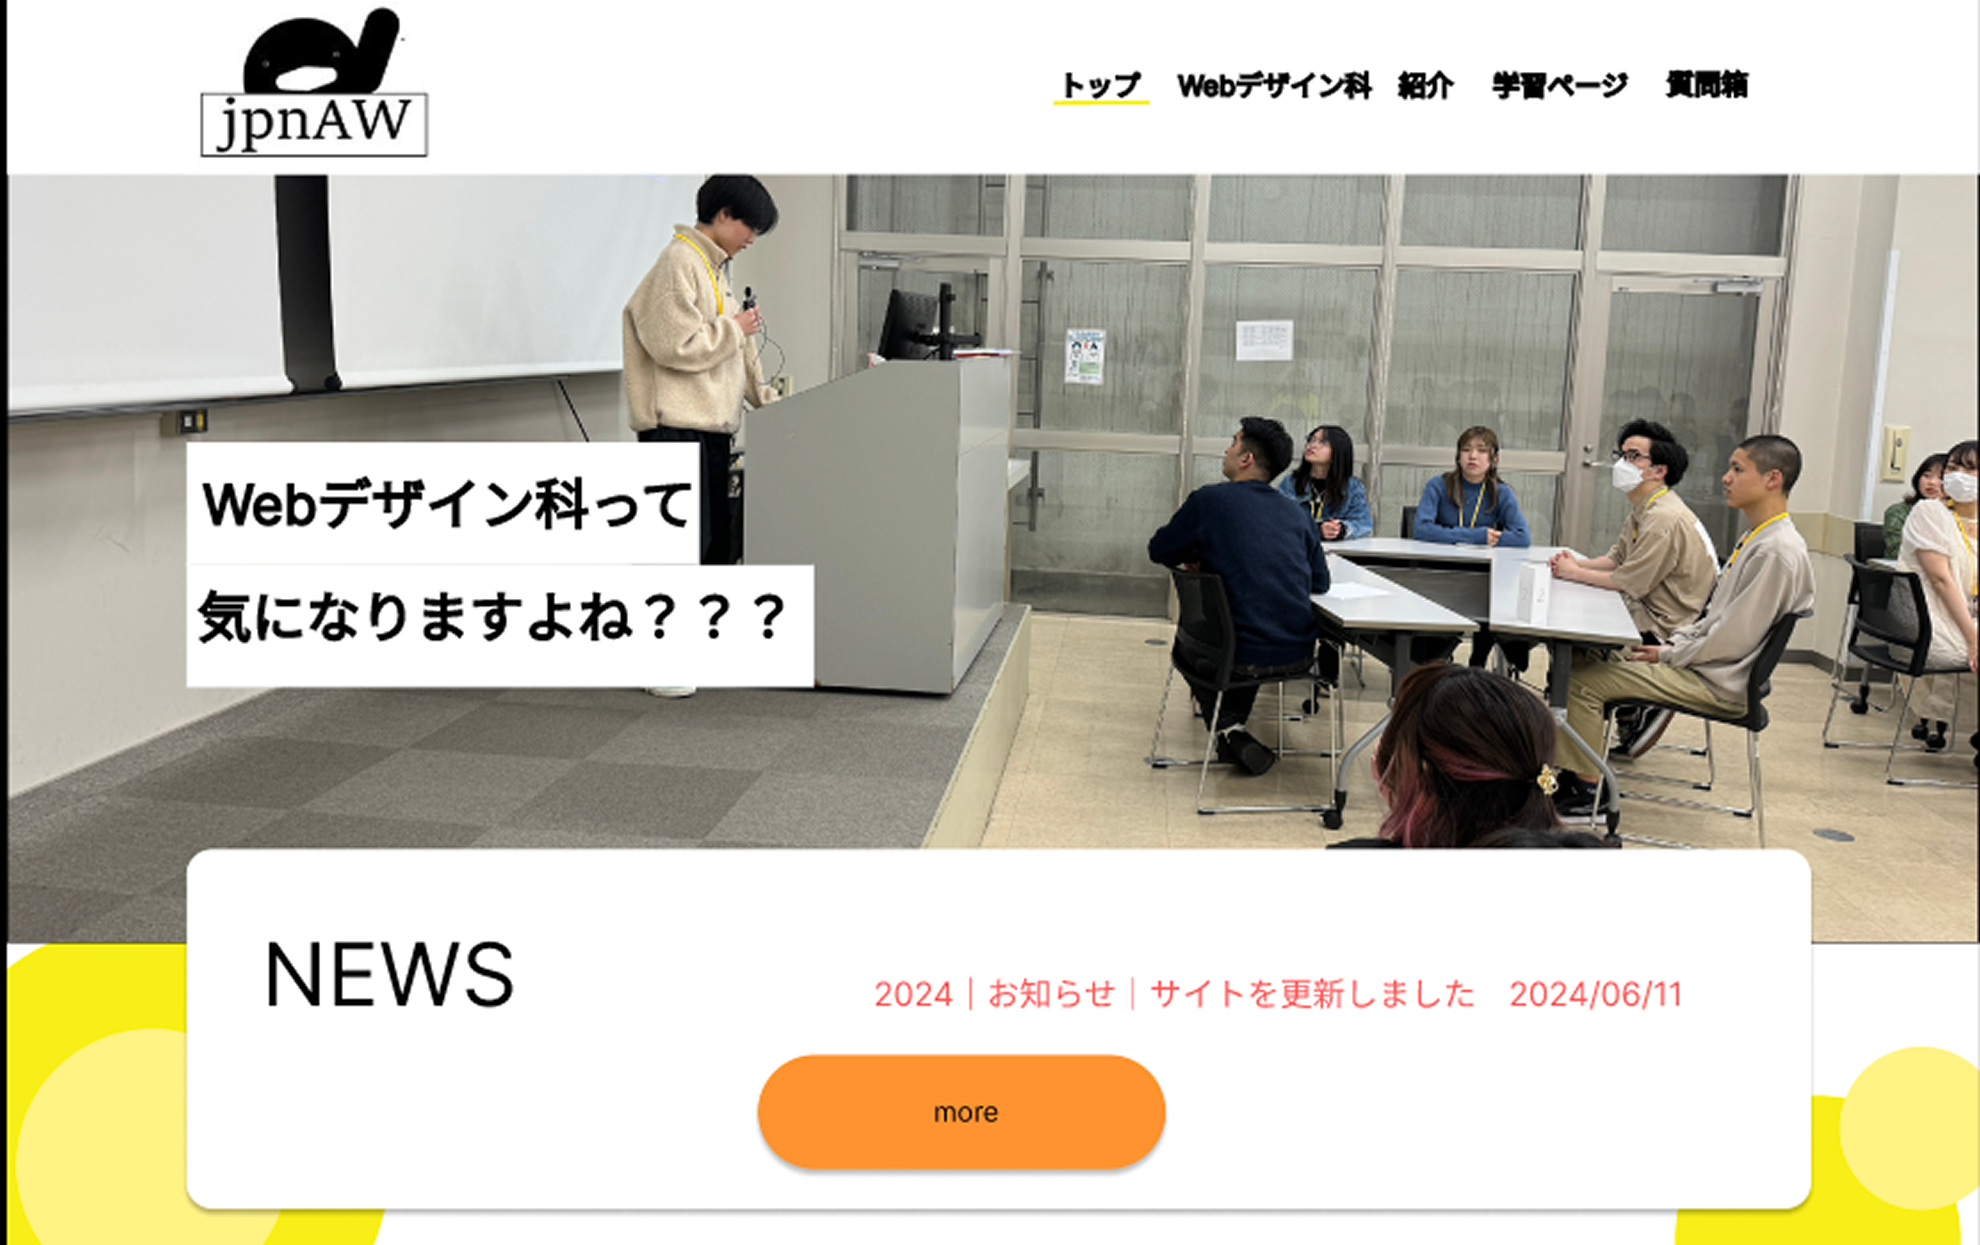 jpnAW
トップ Webデザイン科 紹介 学習ページ 質問箱
Webデザイン科って
気になりますよね？？？
NEWS
2024｜お知らせ｜サイトを更新しました 2024/06/11
more